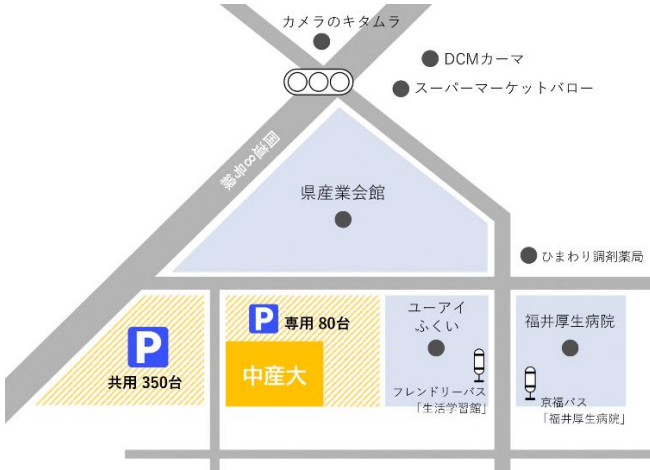 カメラのキタムラ
DCMカーマ
スーパーマーケットバロー
国道8号線
県産業会館
ひまわり調剤薬局
P
専用 80台
ユーアイ
ふくい
福井厚生病院
P
共用 350台
中産大
フレンドリーバス
「生活学習館」
京福バス
「福井厚生病院」